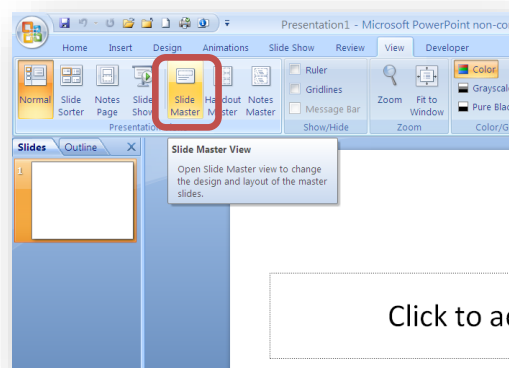 Presentation1 - Microsoft PowerPoint non-co
Home Insert Design Animations Slide Show Review View Developer
Normal Slide Sorter Notes Page Slide Show Slide Master Handout Master Notes Master
Ruler
Gridlines
Message Bar
Zoom Fit to Window
Color
Grayscale
Pure Blac
Presentation Show/Hide Zoom Color/G
Slides Outline X
1
Slide Master View
Open Slide Master view to change
the design and layout of the master
slides.
Click to a